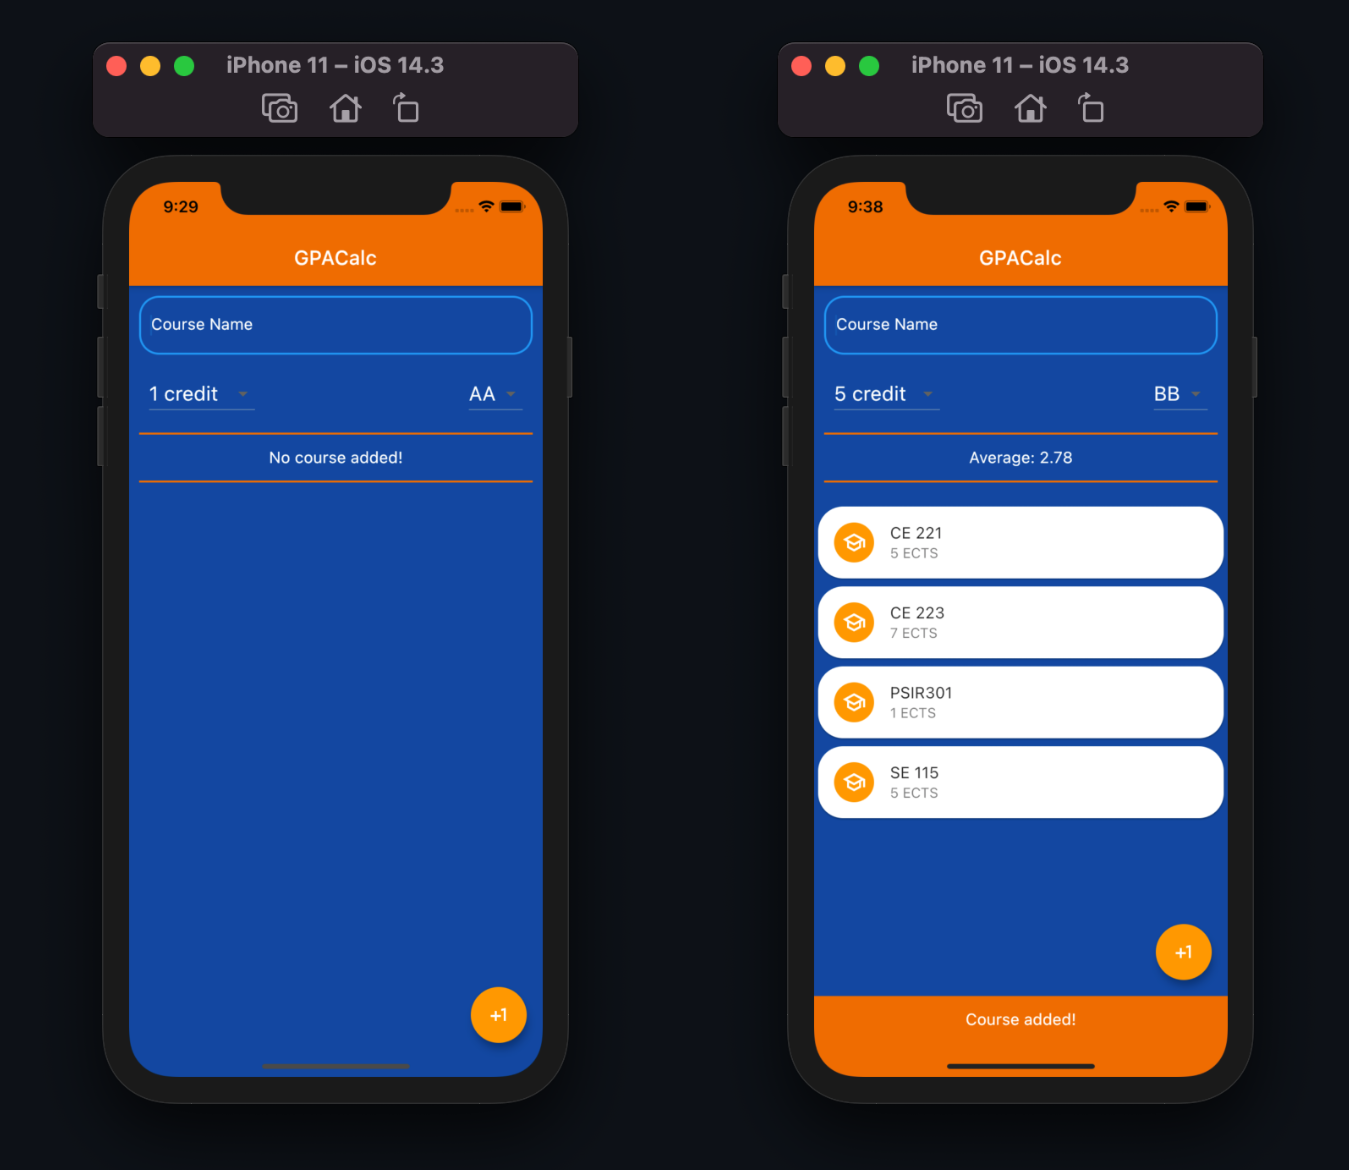 iPhone 11 – iOS 14.3
9:29
GPACalc
Course Name
1 credit
AA
No course added!
+1
iPhone 11 – iOS 14.3
9:38
GPACalc
Course Name
5 credit
BB
Average: 2.78
CE 221
5 ECTS
CE 223
7 ECTS
PSIR301
1 ECTS
SE 115
5 ECTS
+1
Course added!